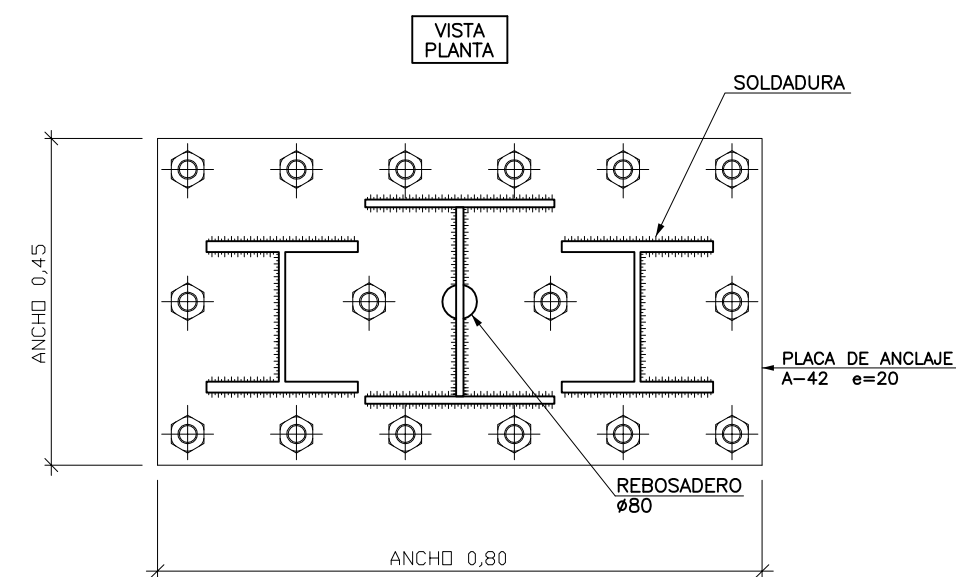 VISTA
PLANTA
SOLDADURA
ANCHO 0,45
PLACA DE ANCLAJE
A-42 e=20
REBOSADERO
ø80
ANCHO 0,80